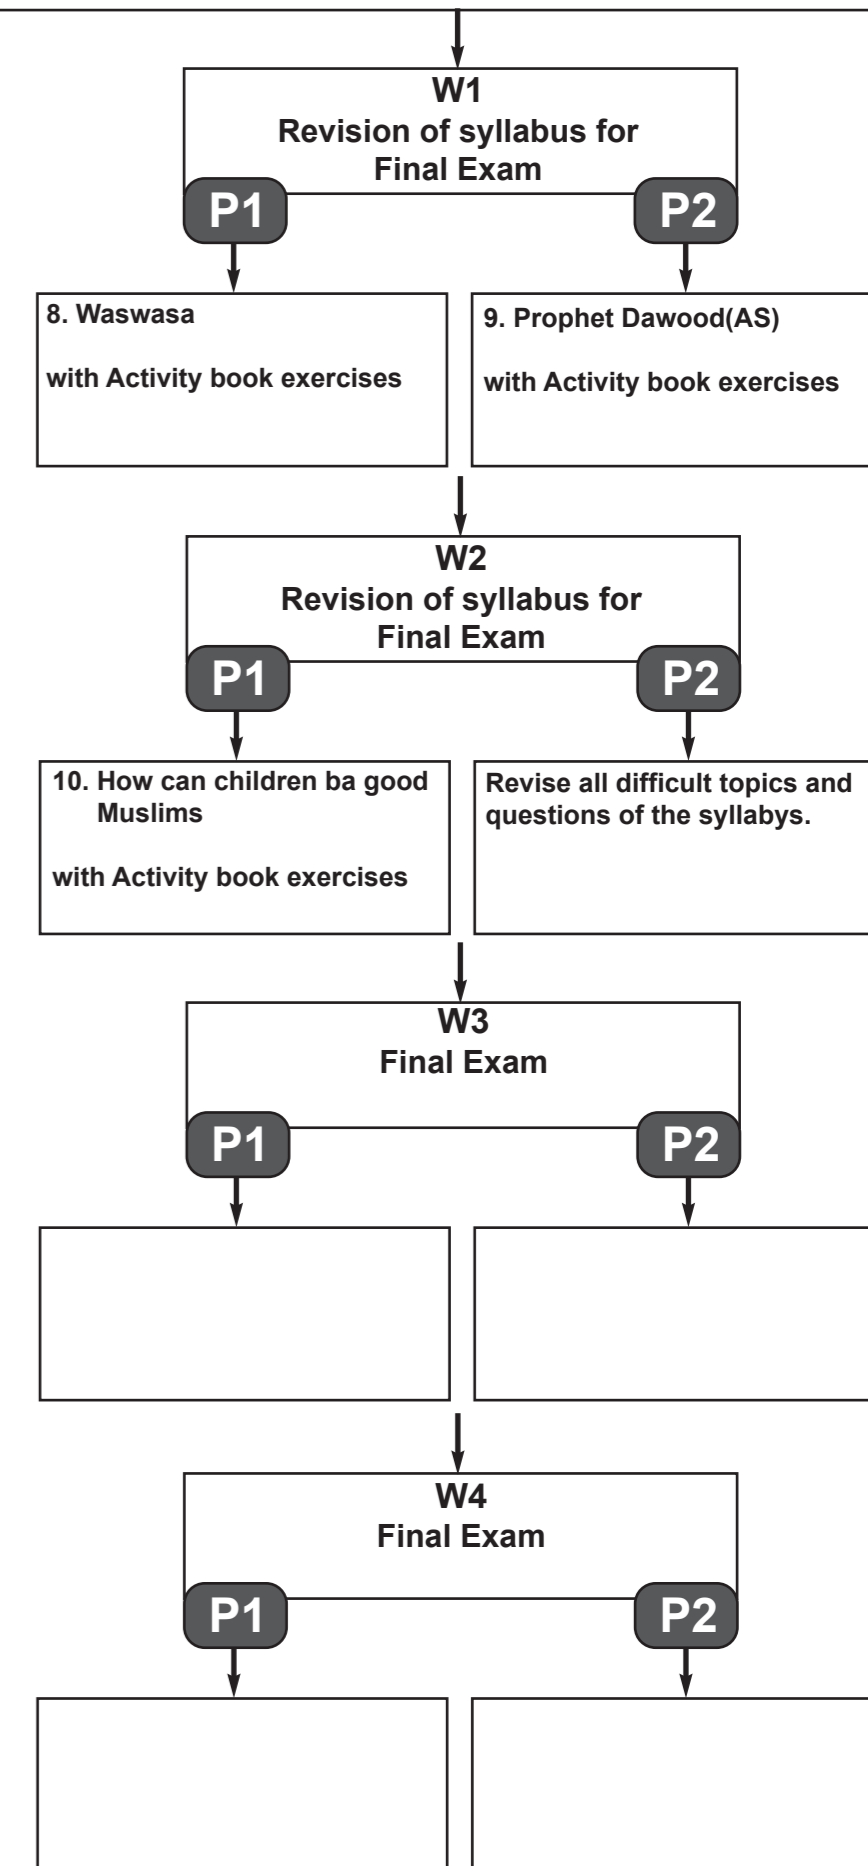 W1
Revision of syllabus for
Final Exam
P1
P2
8. Waswasa
with Activity book exercises
9. Prophet Dawood(AS)
with Activity book exercises
W2
Revision of syllabus for
Final Exam
P1
P2
10. How can children ba good
Muslims
with Activity book exercises
Revise all difficult topics and
questions of the syllabys.
W3
Final Exam
P1
P2
W4
Final Exam
P1
P2